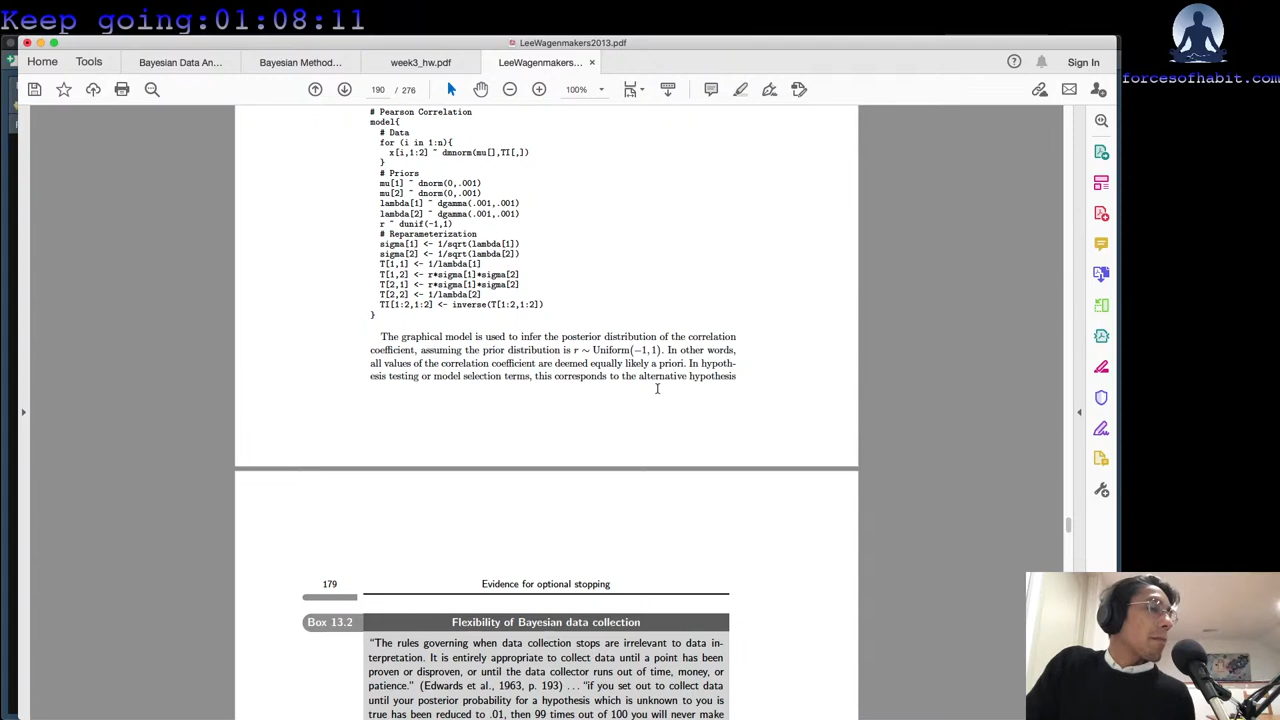 Keep going:01:08:11
LeeWagenmakers2013.pdf
Home Tools Bayesian Data An... Bayesian Method... week3_hw.pdf LeeWagenmakers... × Sign In
190 / 276 100%
forcesofhabit.com
# Pearson Correlation
model{
# Data
for (i in 1:n){
x[i,1:2] ~ dmnorm(mu[],TI[,])
}
# Priors
mu[1] ~ dnorm(0,.001)
mu[2] ~ dnorm(0,.001)
lambda[1] ~ dgamma(.001,.001)
lambda[2] ~ dgamma(.001,.001)
r ~ dunif(-1,1)
# Reparameterization
sigma[1] <- 1/sqrt(lambda[1])
sigma[2] <- 1/sqrt(lambda[2])
T[1,1] <- 1/lambda[1]
T[1,2] <- r*sigma[1]*sigma[2]
T[2,1] <- r*sigma[1]*sigma[2]
T[2,2] <- 1/lambda[2]
TI[1:2,1:2] <- inverse(T[1:2,1:2])
}
The graphical model is used to infer the posterior distribution of the correlation
coefficient, assuming the prior distribution is r ∼ Uniform(−1, 1). In other words,
all values of the correlation coefficient are deemed equally likely a priori. In hypoth-
esis testing or model selection terms, this corresponds to the alternative hypothesis
179 Evidence for optional stopping
Box 13.2 Flexibility of Bayesian data collection
“The rules governing when data collection stops are irrelevant to data in-
terpretation. It is entirely appropriate to collect data until a point has been
proven or disproven, or until the data collector runs out of time, money, or
patience.” (Edwards et al., 1963, p. 193) . . . “if you set out to collect data
until your posterior probability for a hypothesis which is unknown to you is
true has been reduced to .01, then 99 times out of 100 you will never make